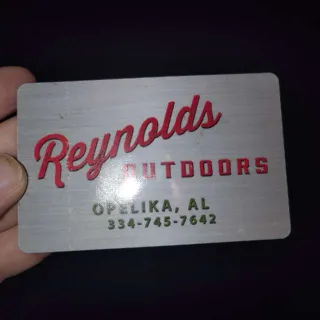 Reynolds
OUTDOORS
OPELIKA, AL
334-745-7642